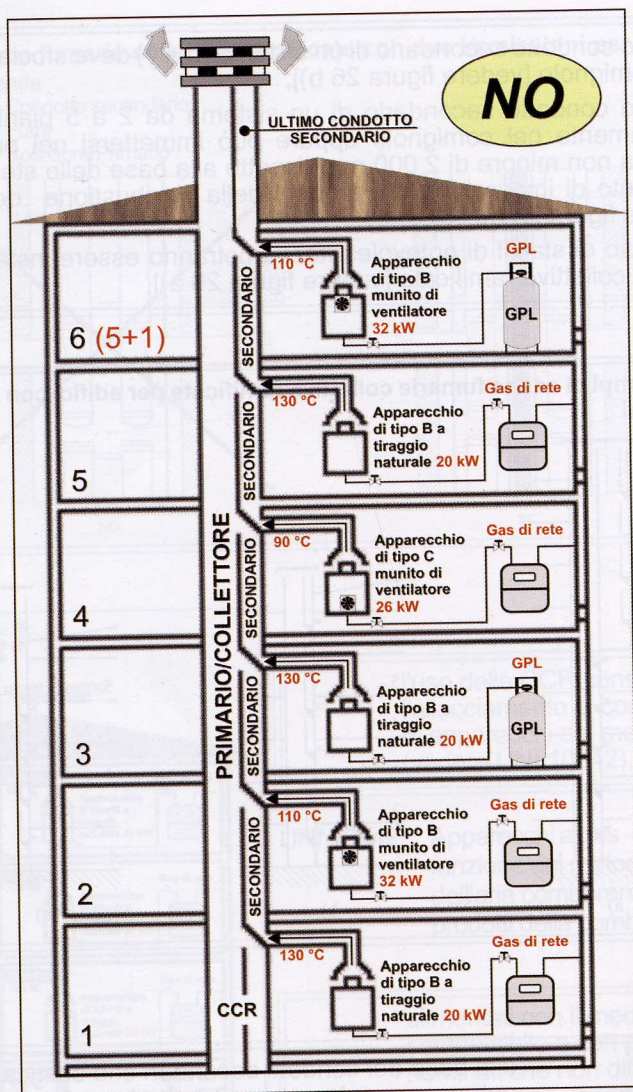 NO
ULTIMO CONDOTTO
SECONDARIO
110 °C
Apparecchio
di tipo B
munito di
ventilatore
32 kW
GPL
GPL
6 (5+1)
SECONDARIO
130 °C
Apparecchio
di tipo B a
tiraggio
naturale 20 kW
Gas di rete
5
SECONDARIO
90 °C
Apparecchio
di tipo C
munito di
ventilatore
26 kW
Gas di rete
4
SECONDARIO
PRIMARIO/COLLETTORE
130 °C
Apparecchio
di tipo B a
tiraggio
naturale 20 kW
GPL
GPL
3
SECONDARIO
110 °C
Apparecchio
di tipo B
munito di
ventilatore
32 kW
Gas di rete
2
SECONDARIO
130 °C
Apparecchio
di tipo B a
tiraggio
naturale 20 kW
Gas di rete
CCR
1